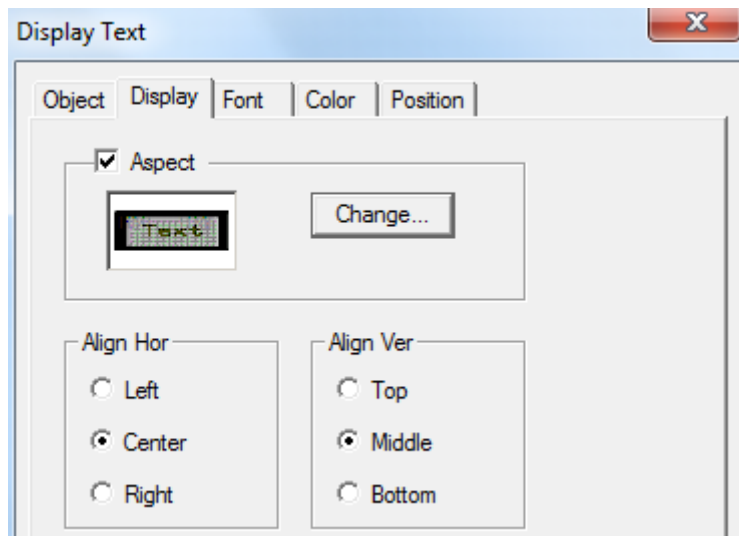 Display Text
Object Display Font Color Position
Aspect
Text Change...
Align Hor Align Ver
Left Top
Center Middle
Right Bottom